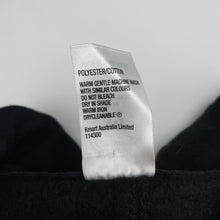 POLYESTER/COTTON
WARM GENTLE MACHINE WASH
WITH SIMILAR COLOURS
DO NOT BLEACH
DRY IN SHADE
WARM IRON
DRYCLEANABLE Ⓟ
Kmart Australia Limited
114300